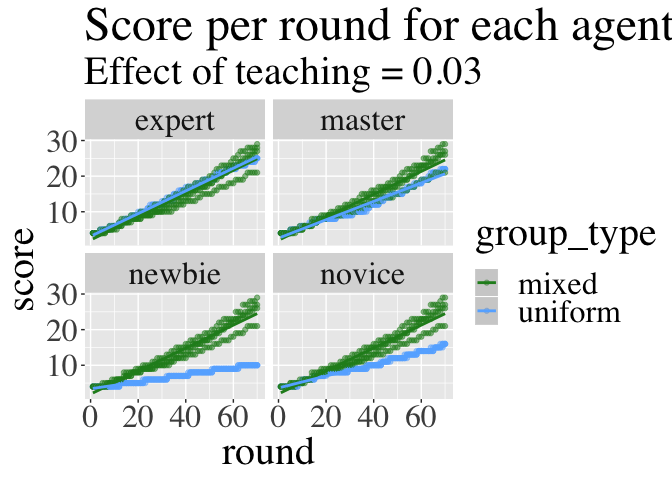 Score per round for each agent
Effect of teaching = 0.03
expert
master
30
20
10
newbie
novice
30
20
10
0 20 40 60
0 20 40 60
score
round
group_type
mixed
uniform